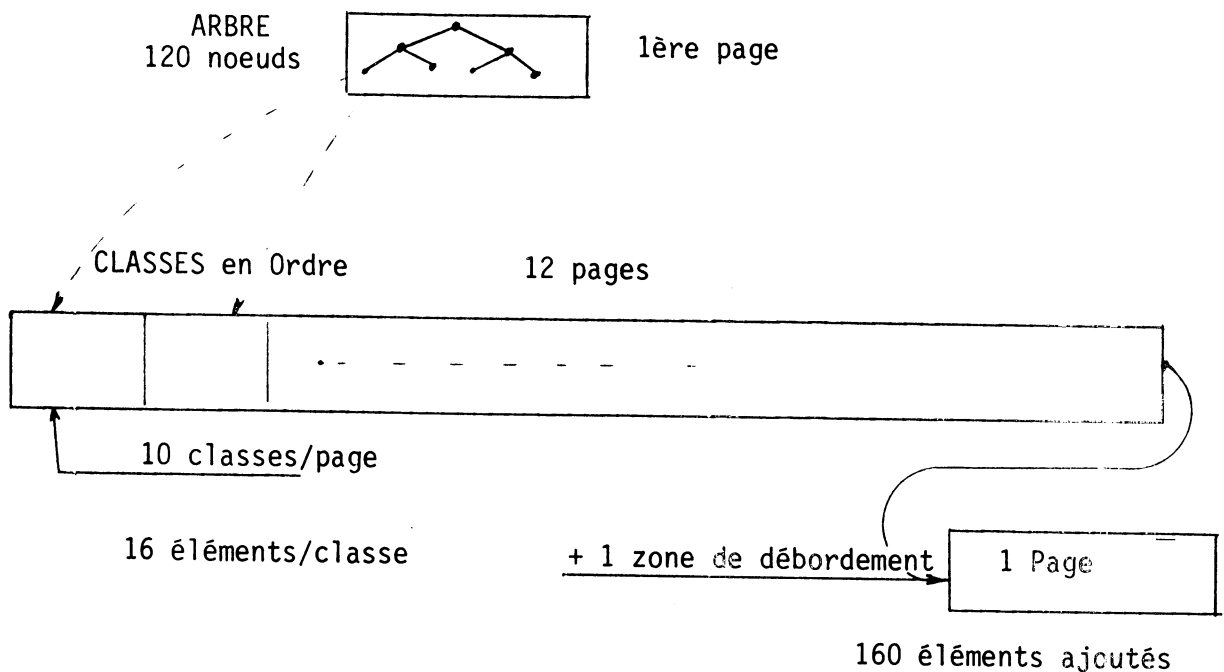 ARBRE
120 noeuds
1ère page
CLASSES en Ordre
12 pages
10 classes/page
16 éléments/classe
+ 1 zone de débordement
1 Page
160 éléments ajoutés